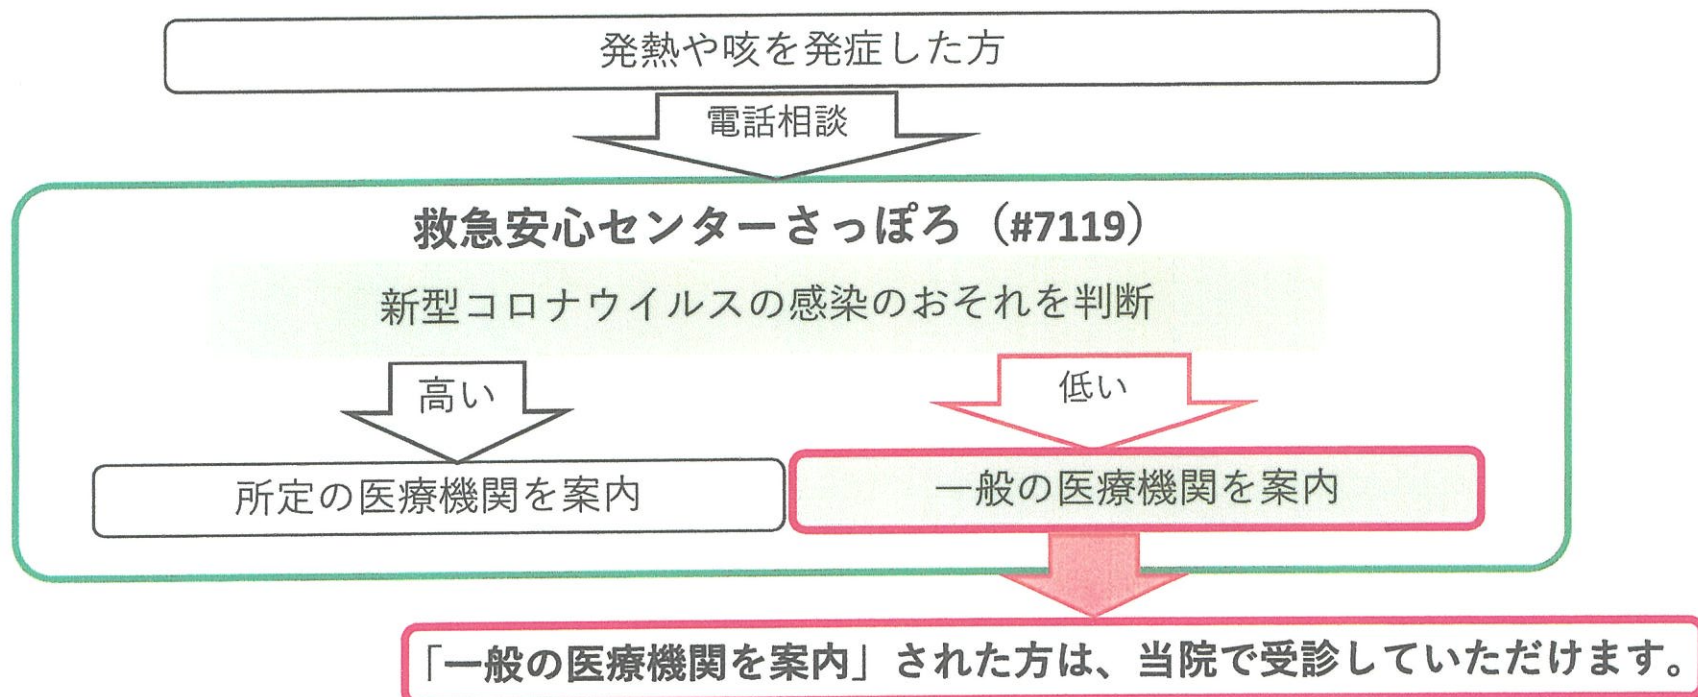 発熱や咳を発症した方
電話相談
救急安心センターさっぽろ（#7119）
新型コロナウイルスの感染のおそれを判断
高い
低い
所定の医療機関を案内
一般の医療機関を案内
「一般の医療機関を案内」された方は、当院で受診していただけます。